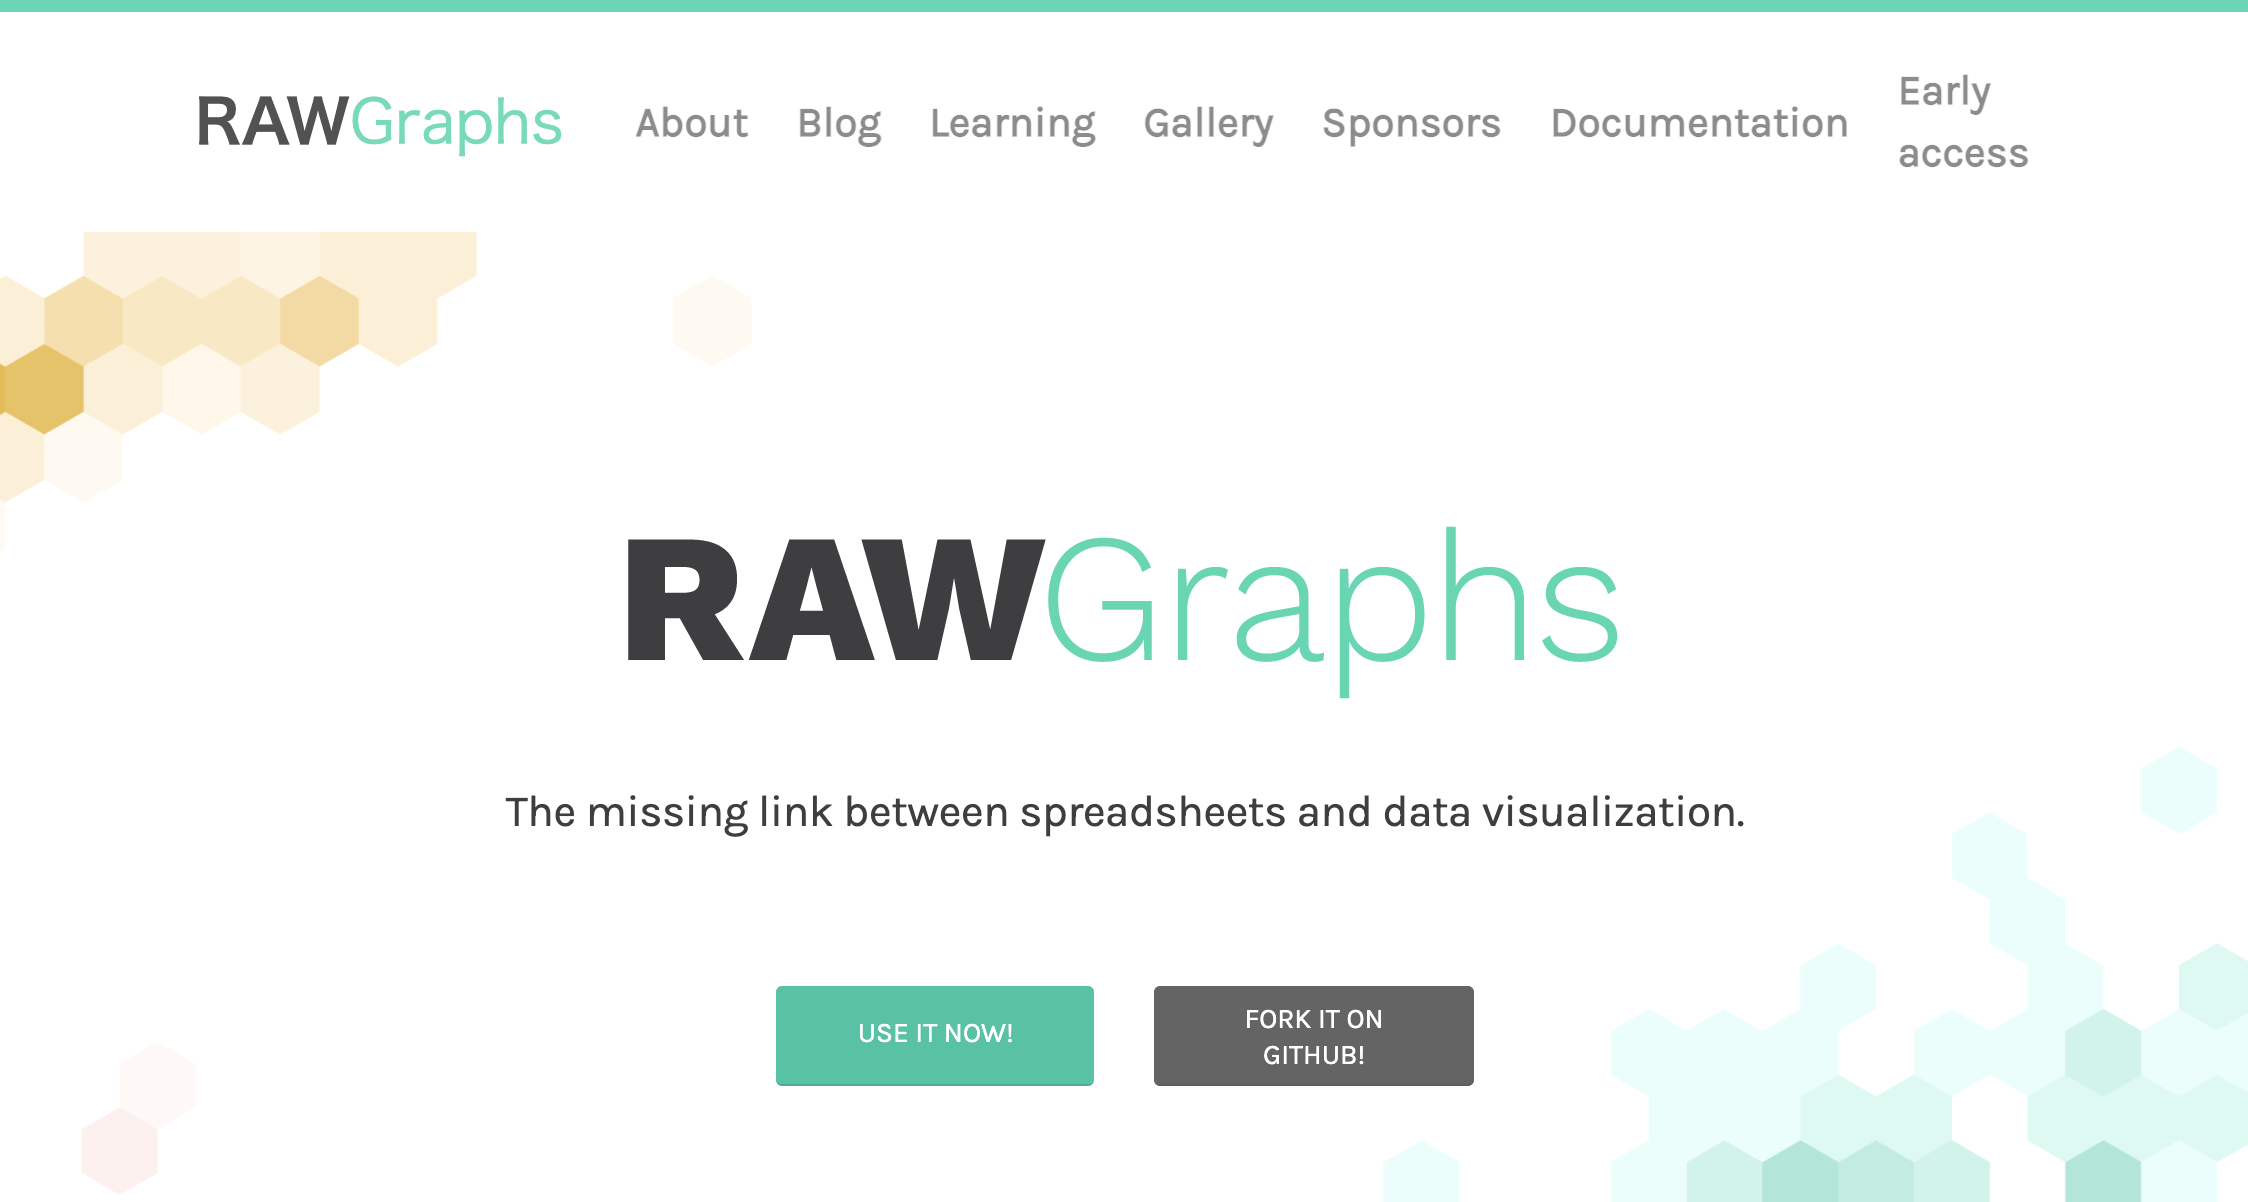 RAWGraphs About Blog Learning Gallery Sponsors Documentation Early access
RAWGraphs
The missing link between spreadsheets and data visualization.
USE IT NOW!
FORK IT ON
GITHUB!